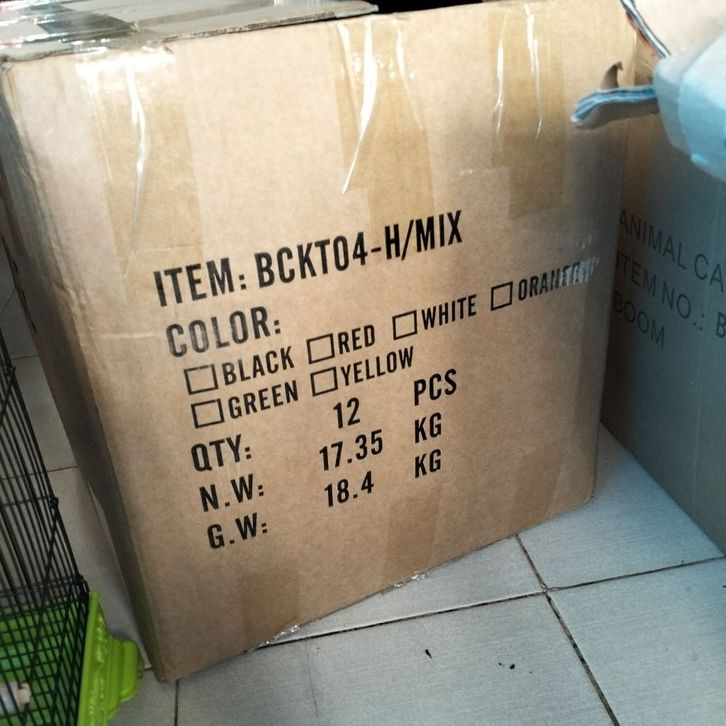 ITEM: BCKT04-H/MIX
COLOR:
☐BLACK ☐RED ☐WHITE
☐GREEN ☐YELLOW
QTY: 12 PCS
N.W: 17.35 KG
G.W: 18.4 KG
ANIMAL CA
ITEM NO.: B
BOOM